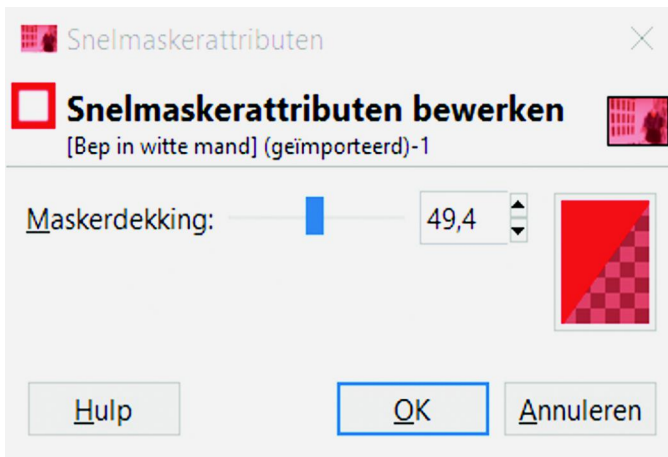 Snelmaskerattributen
Snelmaskerattributen bewerken
[Bep in witte mand] (geïmporteerd)-1
Maskerdekking: 49,4
Hulp OK Annuleren